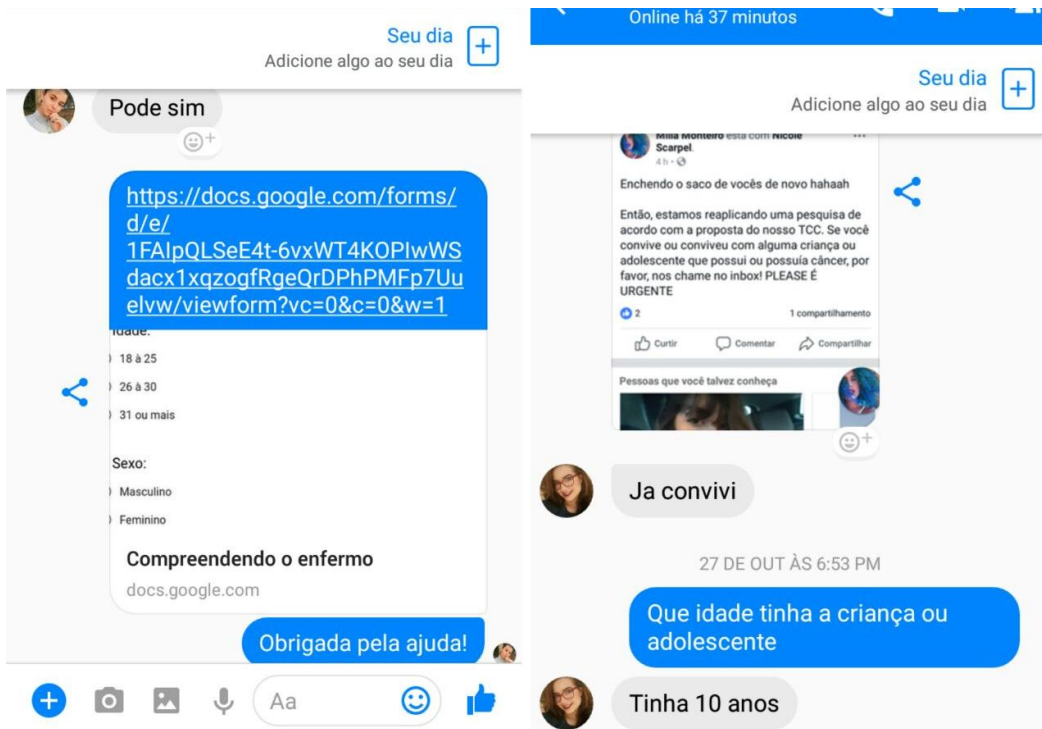 Seu dia
Adicione algo ao seu dia
Pode sim
https://docs.google.com/forms/
d/e/
1FAIpQLSeE4t-6vxWT4KOPIwWS
dacx1xqzogfRgeQrDPhPMFp7Uu
elvw/viewform?vc=0&c=0&w=1
Idade:
18 à 25
26 à 30
31 ou mais
Sexo:
Masculino
Feminino
Compreendendo o enfermo
docs.google.com
Obrigada pela ajuda!
Aa
Online há 37 minutos
Seu dia
Adicione algo ao seu dia
Milla Monteiro está com Nicole
Scarpel.
4 h
Enchendo o saco de vocês de novo hahaah
Então, estamos reaplicando uma pesquisa de
acordo com a proposta do nosso TCC. Se você
convive ou conviveu com alguma criança ou
adolescente que possui ou possuía câncer, por
favor, nos chame no inbox! PLEASE É
URGENTE
2
1 compartilhamento
Curtir
Comentar
Compartilhar
Pessoas que você talvez conheça
Ja convivi
27 DE OUT ÀS 6:53 PM
Que idade tinha a criança ou
adolescente
Tinha 10 anos